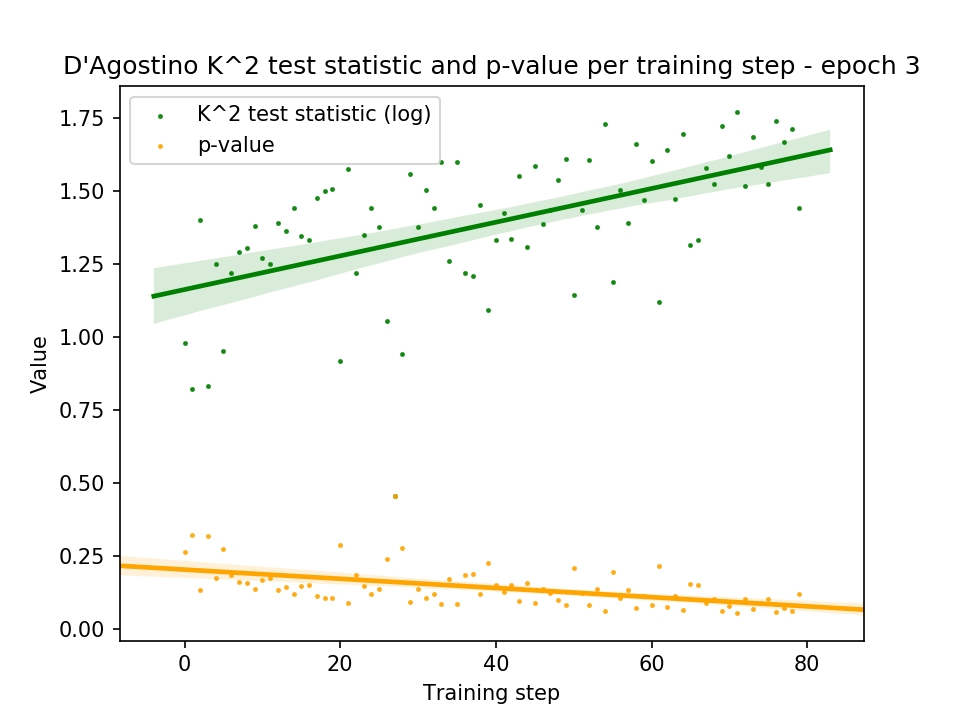 D'Agostino K^2 test statistic and p-value per training step - epoch 3
K^2 test statistic (log)
p-value
Value
1.75
1.50
1.25
1.00
0.75
0.50
0.25
0.00
0 20 40 60 80
Training step